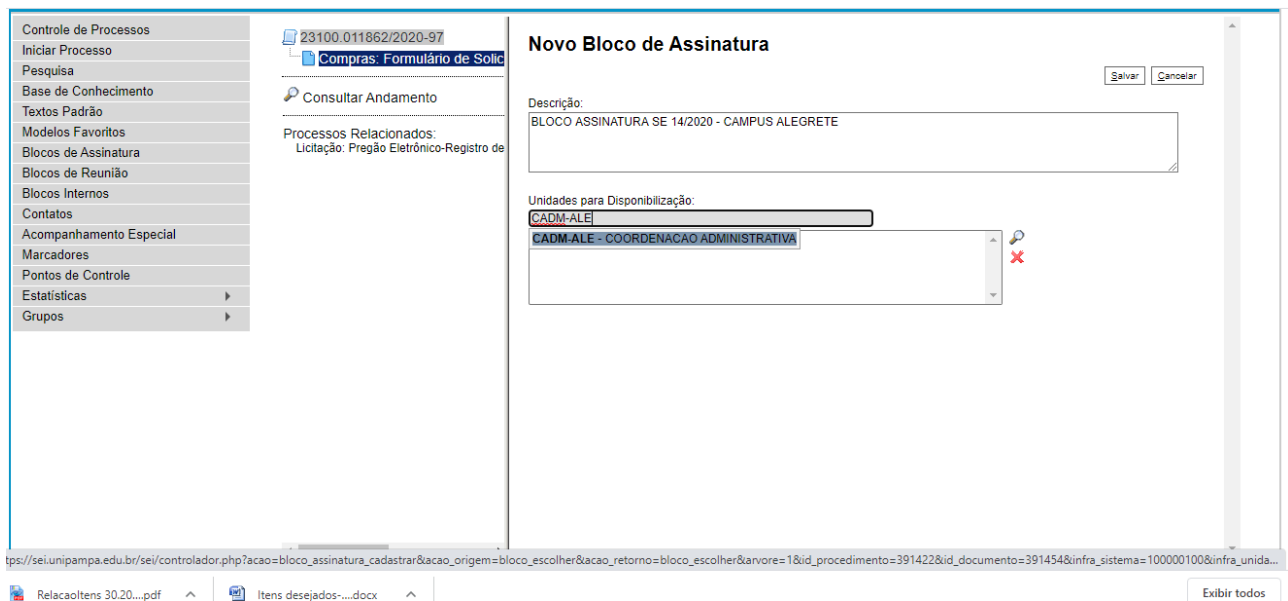 Controle de Processos
Iniciar Processo
Pesquisa
Base de Conhecimento
Textos Padrão
Modelos Favoritos
Blocos de Assinatura
Blocos de Reunião
Blocos Internos
Contatos
Acompanhamento Especial
Marcadores
Pontos de Controle
Estatísticas
Grupos
23100.011862/2020-97
Compras: Formulário de Solic
Consultar Andamento
Processos Relacionados:
Licitação: Pregão Eletrônico-Registro de
Novo Bloco de Assinatura
Salvar Cancelar
Descrição:
BLOCO ASSINATURA SE 14/2020 - CAMPUS ALEGRETE
Unidades para Disponibilização:
CADM-ALE
CADM-ALE - COORDENACAO ADMINISTRATIVA
tps://sei.unipampa.edu.br/sei/controlador.php?acao=bloco_assinatura_cadastrar&acao_origem=bloco_escolher&acao_retorno=bloco_escolher&arvore=1&id_procedimento=391422&id_documento=391454&infra_sistema=100000100&infra_unida...
RelacaoItens 30.20....pdf Itens desejados-....docx Exibir todos